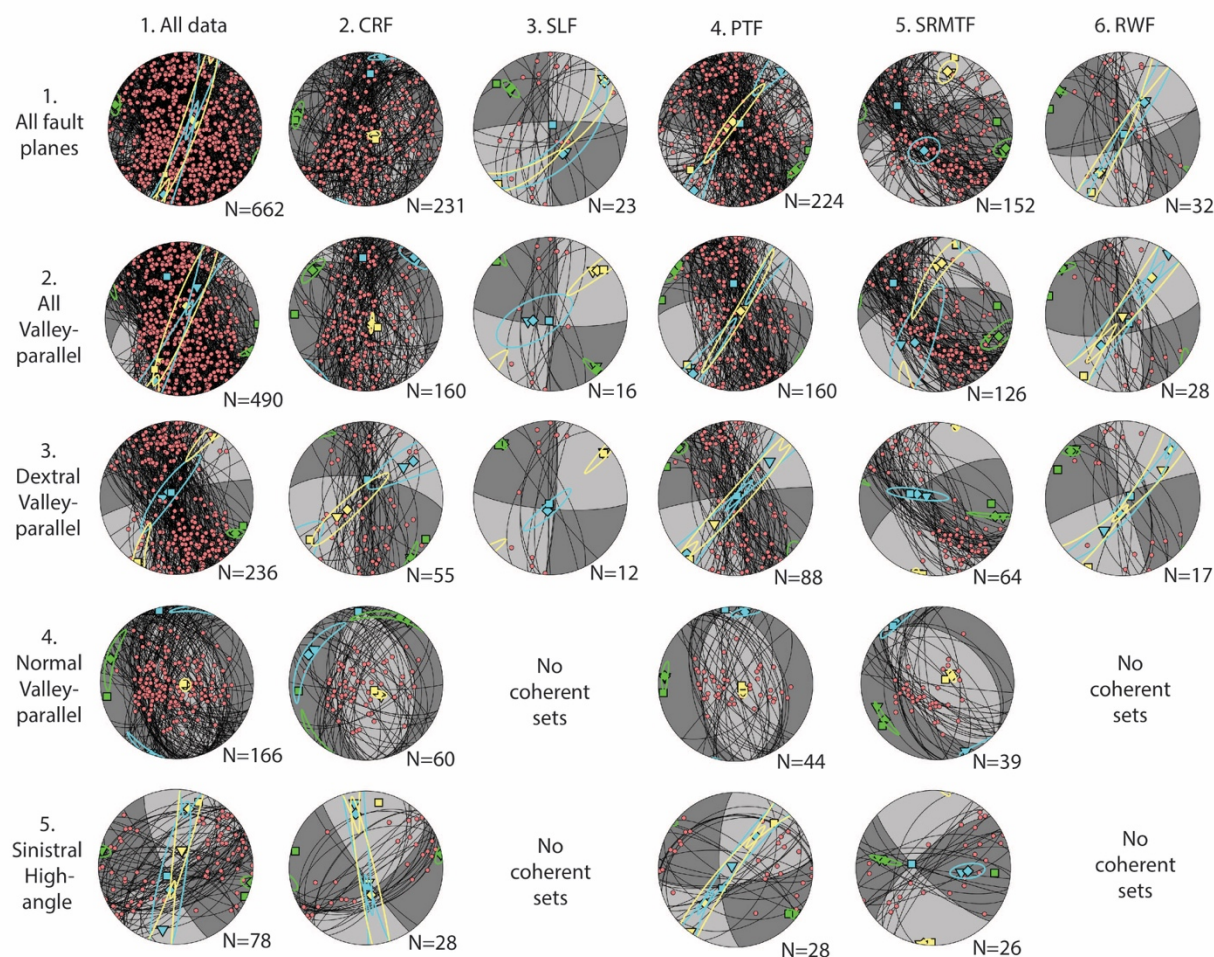 1. All data
2. CRF
3. SLF
4. PTF
5. SRMTF
6. RWF
1.
All fault
planes
N=662
N=231
N=23
N=224
N=152
N=32
2.
All
Valley-
parallel
N=490
N=160
N=16
N=160
N=126
N=28
3.
Dextral
Valley-
parallel
N=236
N=55
N=12
N=88
N=64
N=17
4.
Normal
Valley-
parallel
N=166
N=60
No
coherent
sets
N=44
N=39
No
coherent
sets
5.
Sinistral
High-
angle
N=78
N=28
No
coherent
sets
N=28
N=26
No
coherent
sets